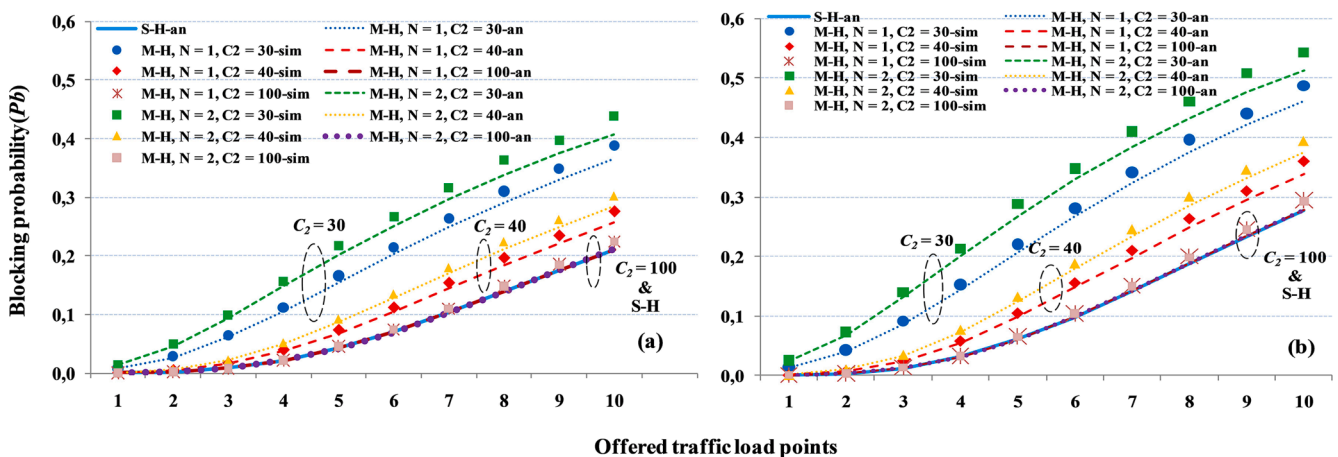 Blocking probability(Pb)
0,6
0,5
0,4
0,3
0,2
0,1
0,0
S-H-an
M-H, N = 1, C2 = 30-sim
M-H, N = 1, C2 = 40-sim
M-H, N = 1, C2 = 100-sim
M-H, N = 2, C2 = 30-sim
M-H, N = 2, C2 = 40-sim
M-H, N = 2, C2 = 100-sim
M-H, N = 1, C2 = 30-an
M-H, N = 1, C2 = 40-an
M-H, N = 1, C2 = 100-an
M-H, N = 2, C2 = 30-an
M-H, N = 2, C2 = 40-an
M-H, N = 2, C2 = 100-an
C2 = 30
C2 = 40
C2 = 100
&
S-H
(a)
1 2 3 4 5 6 7 8 9 10
0,6
0,5
0,4
0,3
0,2
0,1
0,0
S-H-an
M-H, N = 1, C2 = 30-sim
M-H, N = 1, C2 = 40-sim
M-H, N = 1, C2 = 100-sim
M-H, N = 2, C2 = 30-sim
M-H, N = 2, C2 = 40-sim
M-H, N = 2, C2 = 100-sim
M-H, N = 1, C2 = 30-an
M-H, N = 1, C2 = 40-an
M-H, N = 1, C2 = 100-an
M-H, N = 2, C2 = 30-an
M-H, N = 2, C2 = 40-an
M-H, N = 2, C2 = 100-an
C2 = 30
C2 = 40
C2 = 100
&
S-H
(b)
1 2 3 4 5 6 7 8 9 10
Offered traffic load points